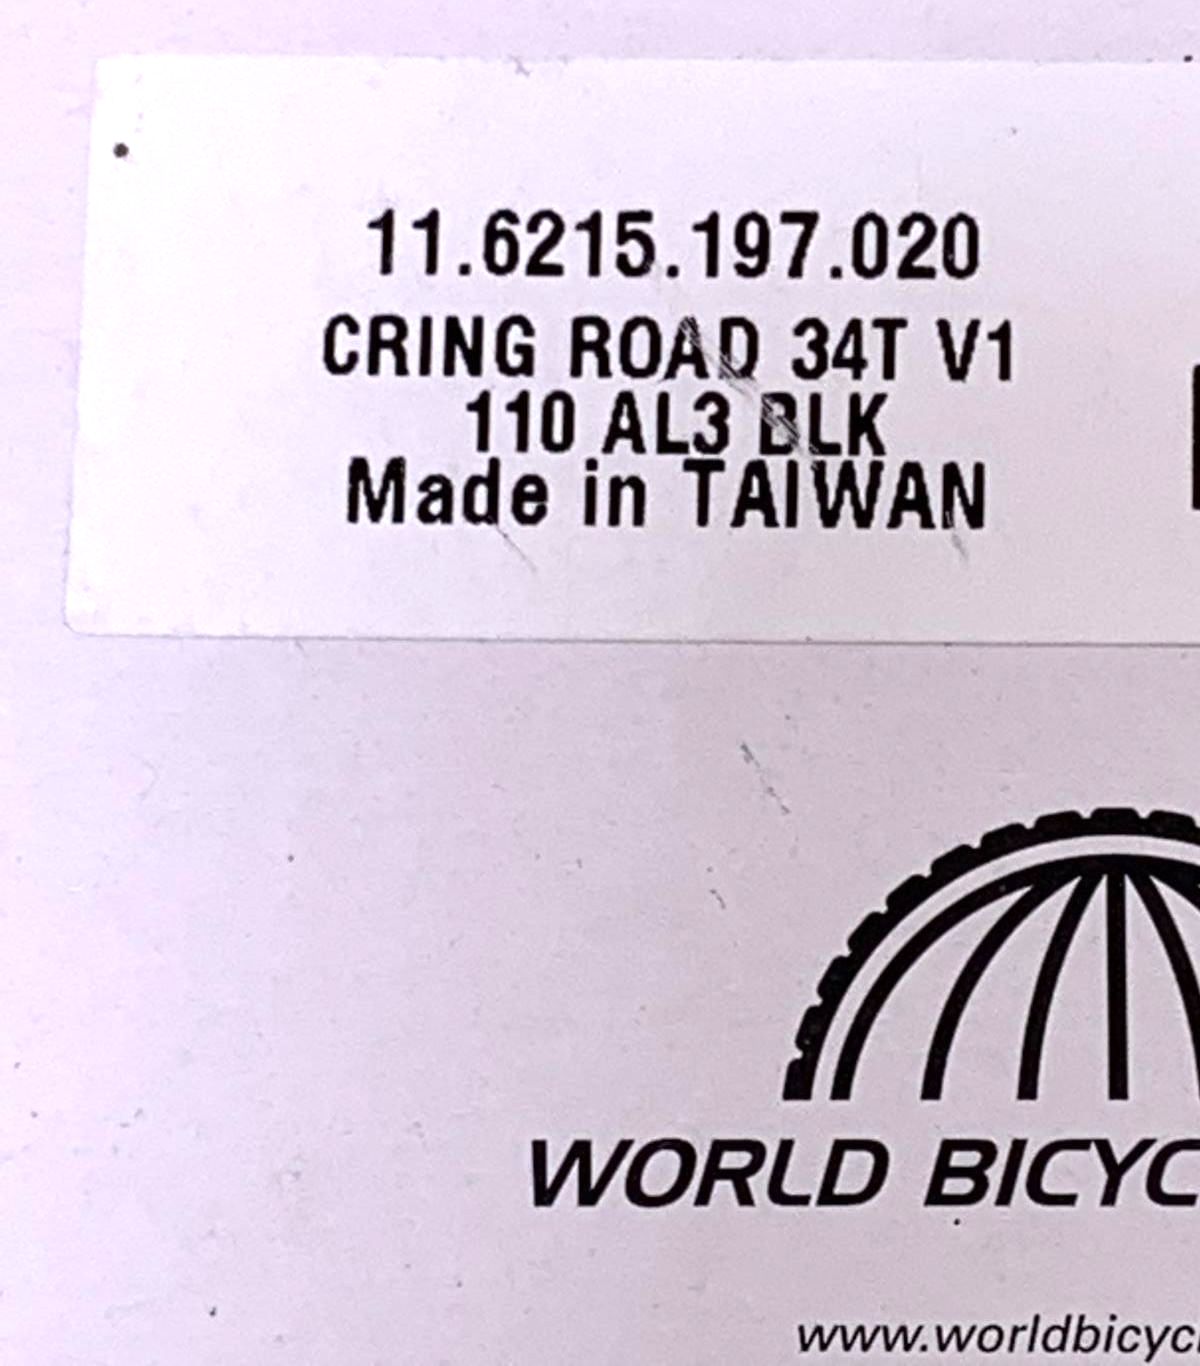 11.6215.197.020
CRING ROAD 34T V1
110 AL3 BLK
Made in TAIWAN
WORLD BICYC
www.worldbicyc